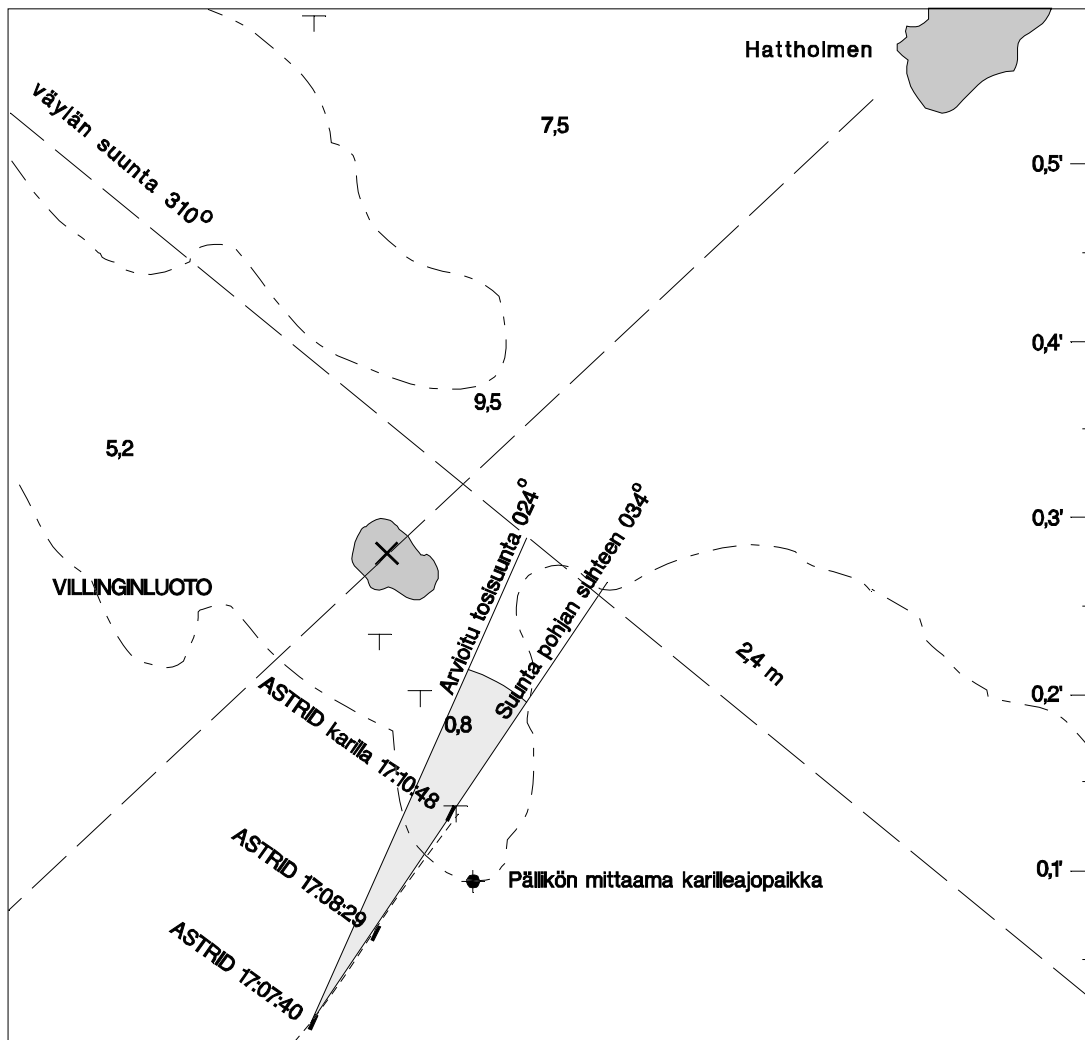 Hattholmen
väylän suunta 310°
7,5
0,5'
0,4'
9,5
5,2
0,3'
Arvioitu tosisuunta 024°
Suunta pohjan suhteen 034°
VILLINGINLUOTO
2,4 m
0,2'
0,8
ASTRID karilla 17:10:48
ASTRID 17:08:29
Päällikön mittaama karilleajopaikka
0,1'
ASTRID 17:07:40